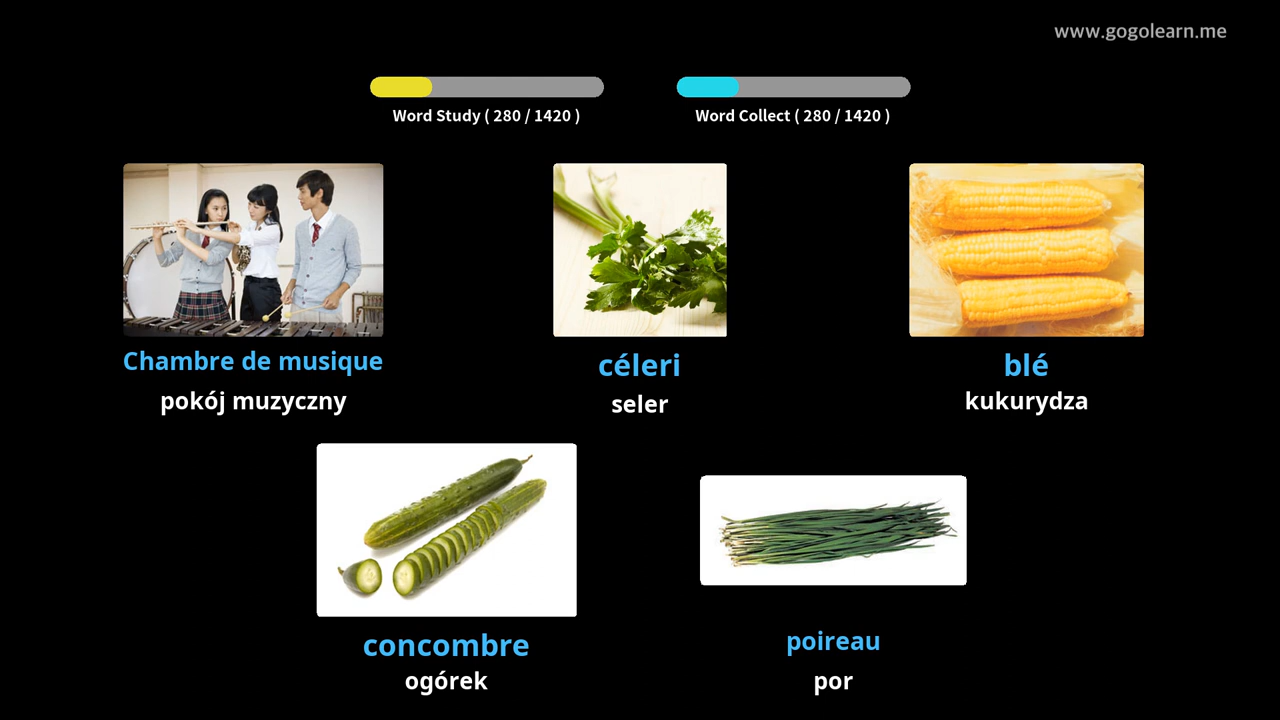 www.gogolearn.me
Word Study ( 280 / 1420 )
Word Collect ( 280 / 1420 )
Chambre de musique
pokój muzyczny
céleri
seler
blé
kukurydza
concombre
ogórek
poireau
por